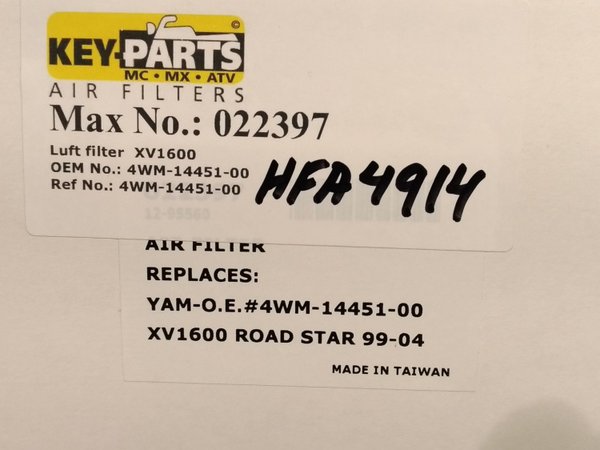 KEY-PARTS
MC • MX • ATV
AIR FILTERS
Max No.: 022397
Luft filter XV1600
OEM No.: 4WM-14451-00
Ref No.: 4WM-14451-00
HFA4914
12-95560
AIR FILTER
REPLACES:
YAM-O.E.#4WM-14451-00
XV1600 ROAD STAR 99-04
MADE IN TAIWAN